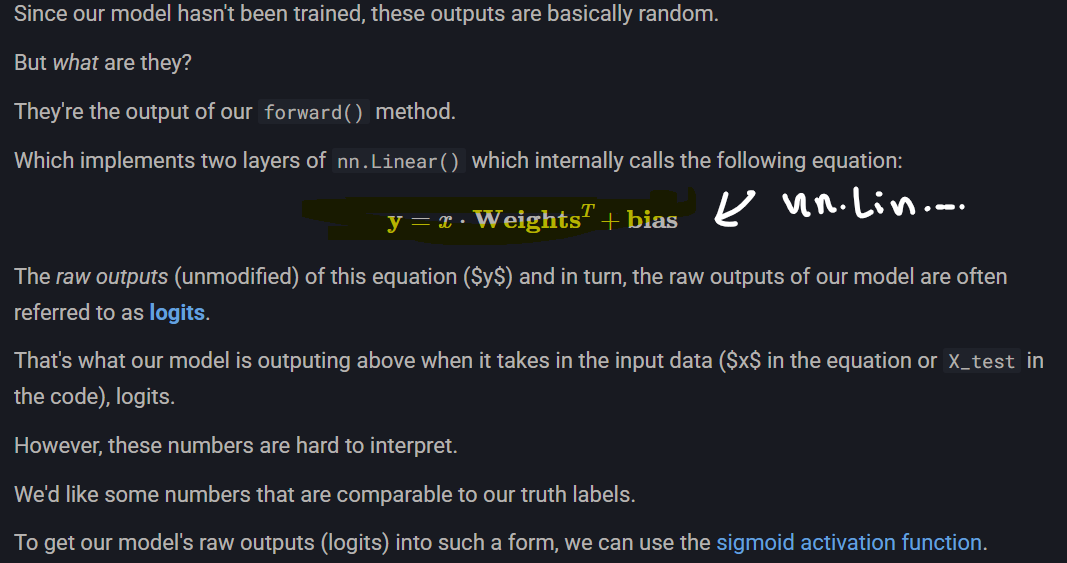 Since our model hasn't been trained, these outputs are basically random.
But what are they?
They're the output of our forward() method.
Which implements two layers of nn.Linear() which internally calls the following equation:
y = x · Weights^T + bias nn.Lin....
The raw outputs (unmodified) of this equation ($y$) and in turn, the raw outputs of our model are often
referred to as logits.
That's what our model is outputing above when it takes in the input data ($x$ in the equation or X_test in
the code), logits.
However, these numbers are hard to interpret.
We'd like some numbers that are comparable to our truth labels.
To get our model's raw outputs (logits) into such a form, we can use the sigmoid activation function.